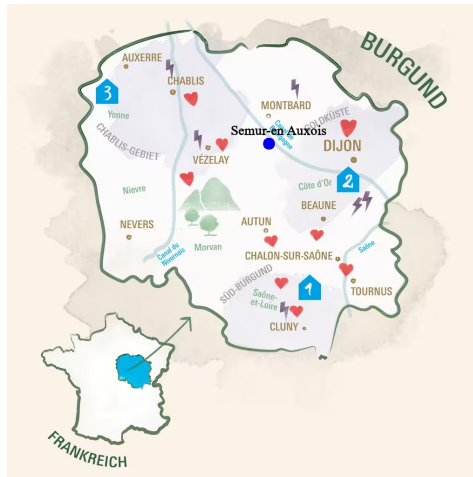 BURGUND
AUXERRE
CHABLIS
3
Yonne
MONTBARD
GOLDKÜSTE
CHABLIS-GEBIET
Semur-en Auxois
DIJON
VÉZELAY
2
Côte d'Or
Nievre
BEAUNE
NEVERS
AUTUN
Morvan
Canal du
Nivernais
CHALON-SUR-SAÔNE
Saône
SÜD-BURGUND
1
Saône-
et-Loire
TOURNUS
CLUNY
FRANKREICH